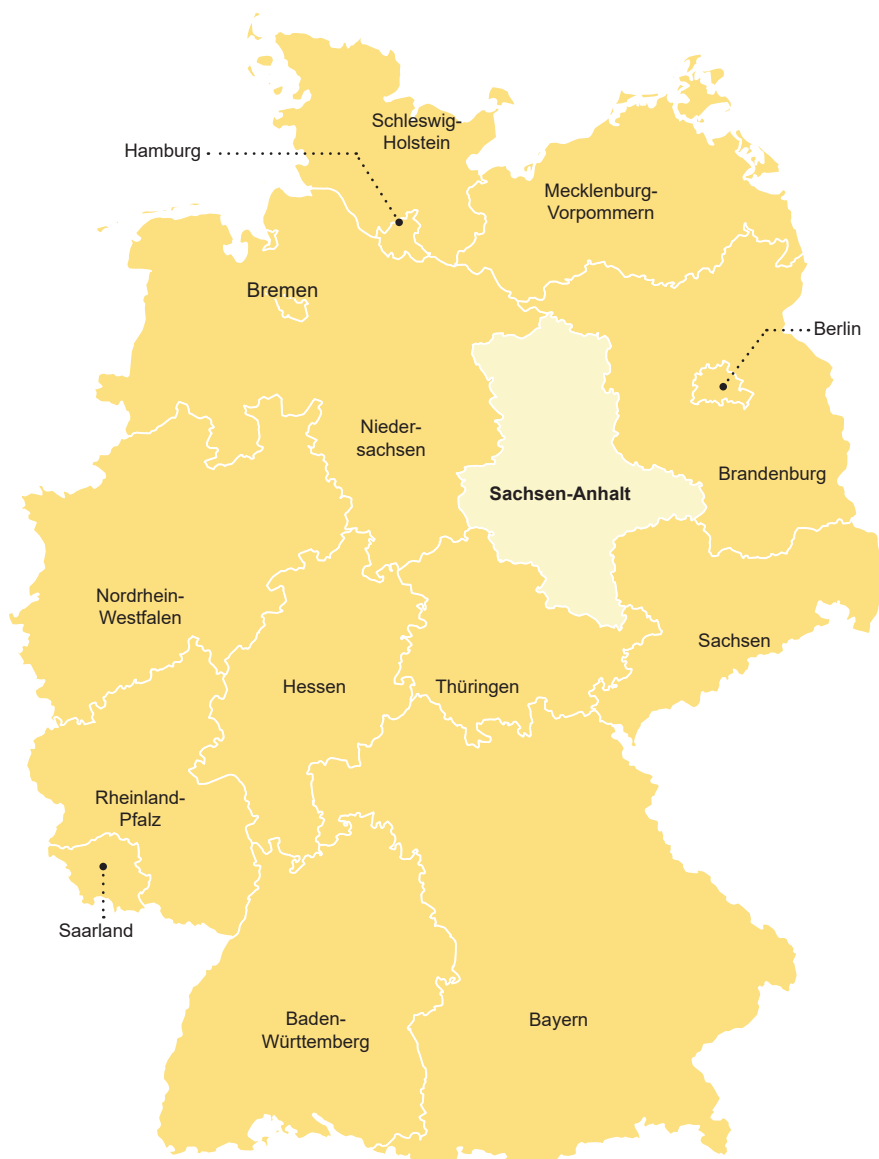 Schleswig-
Holstein
Hamburg
Mecklenburg-
Vorpommern
Bremen
Berlin
Nieder-
sachsen
Brandenburg
Sachsen-Anhalt
Nordrhein-
Westfalen
Sachsen
Hessen
Thüringen
Rheinland-
Pfalz
Saarland
Baden-
Württemberg
Bayern